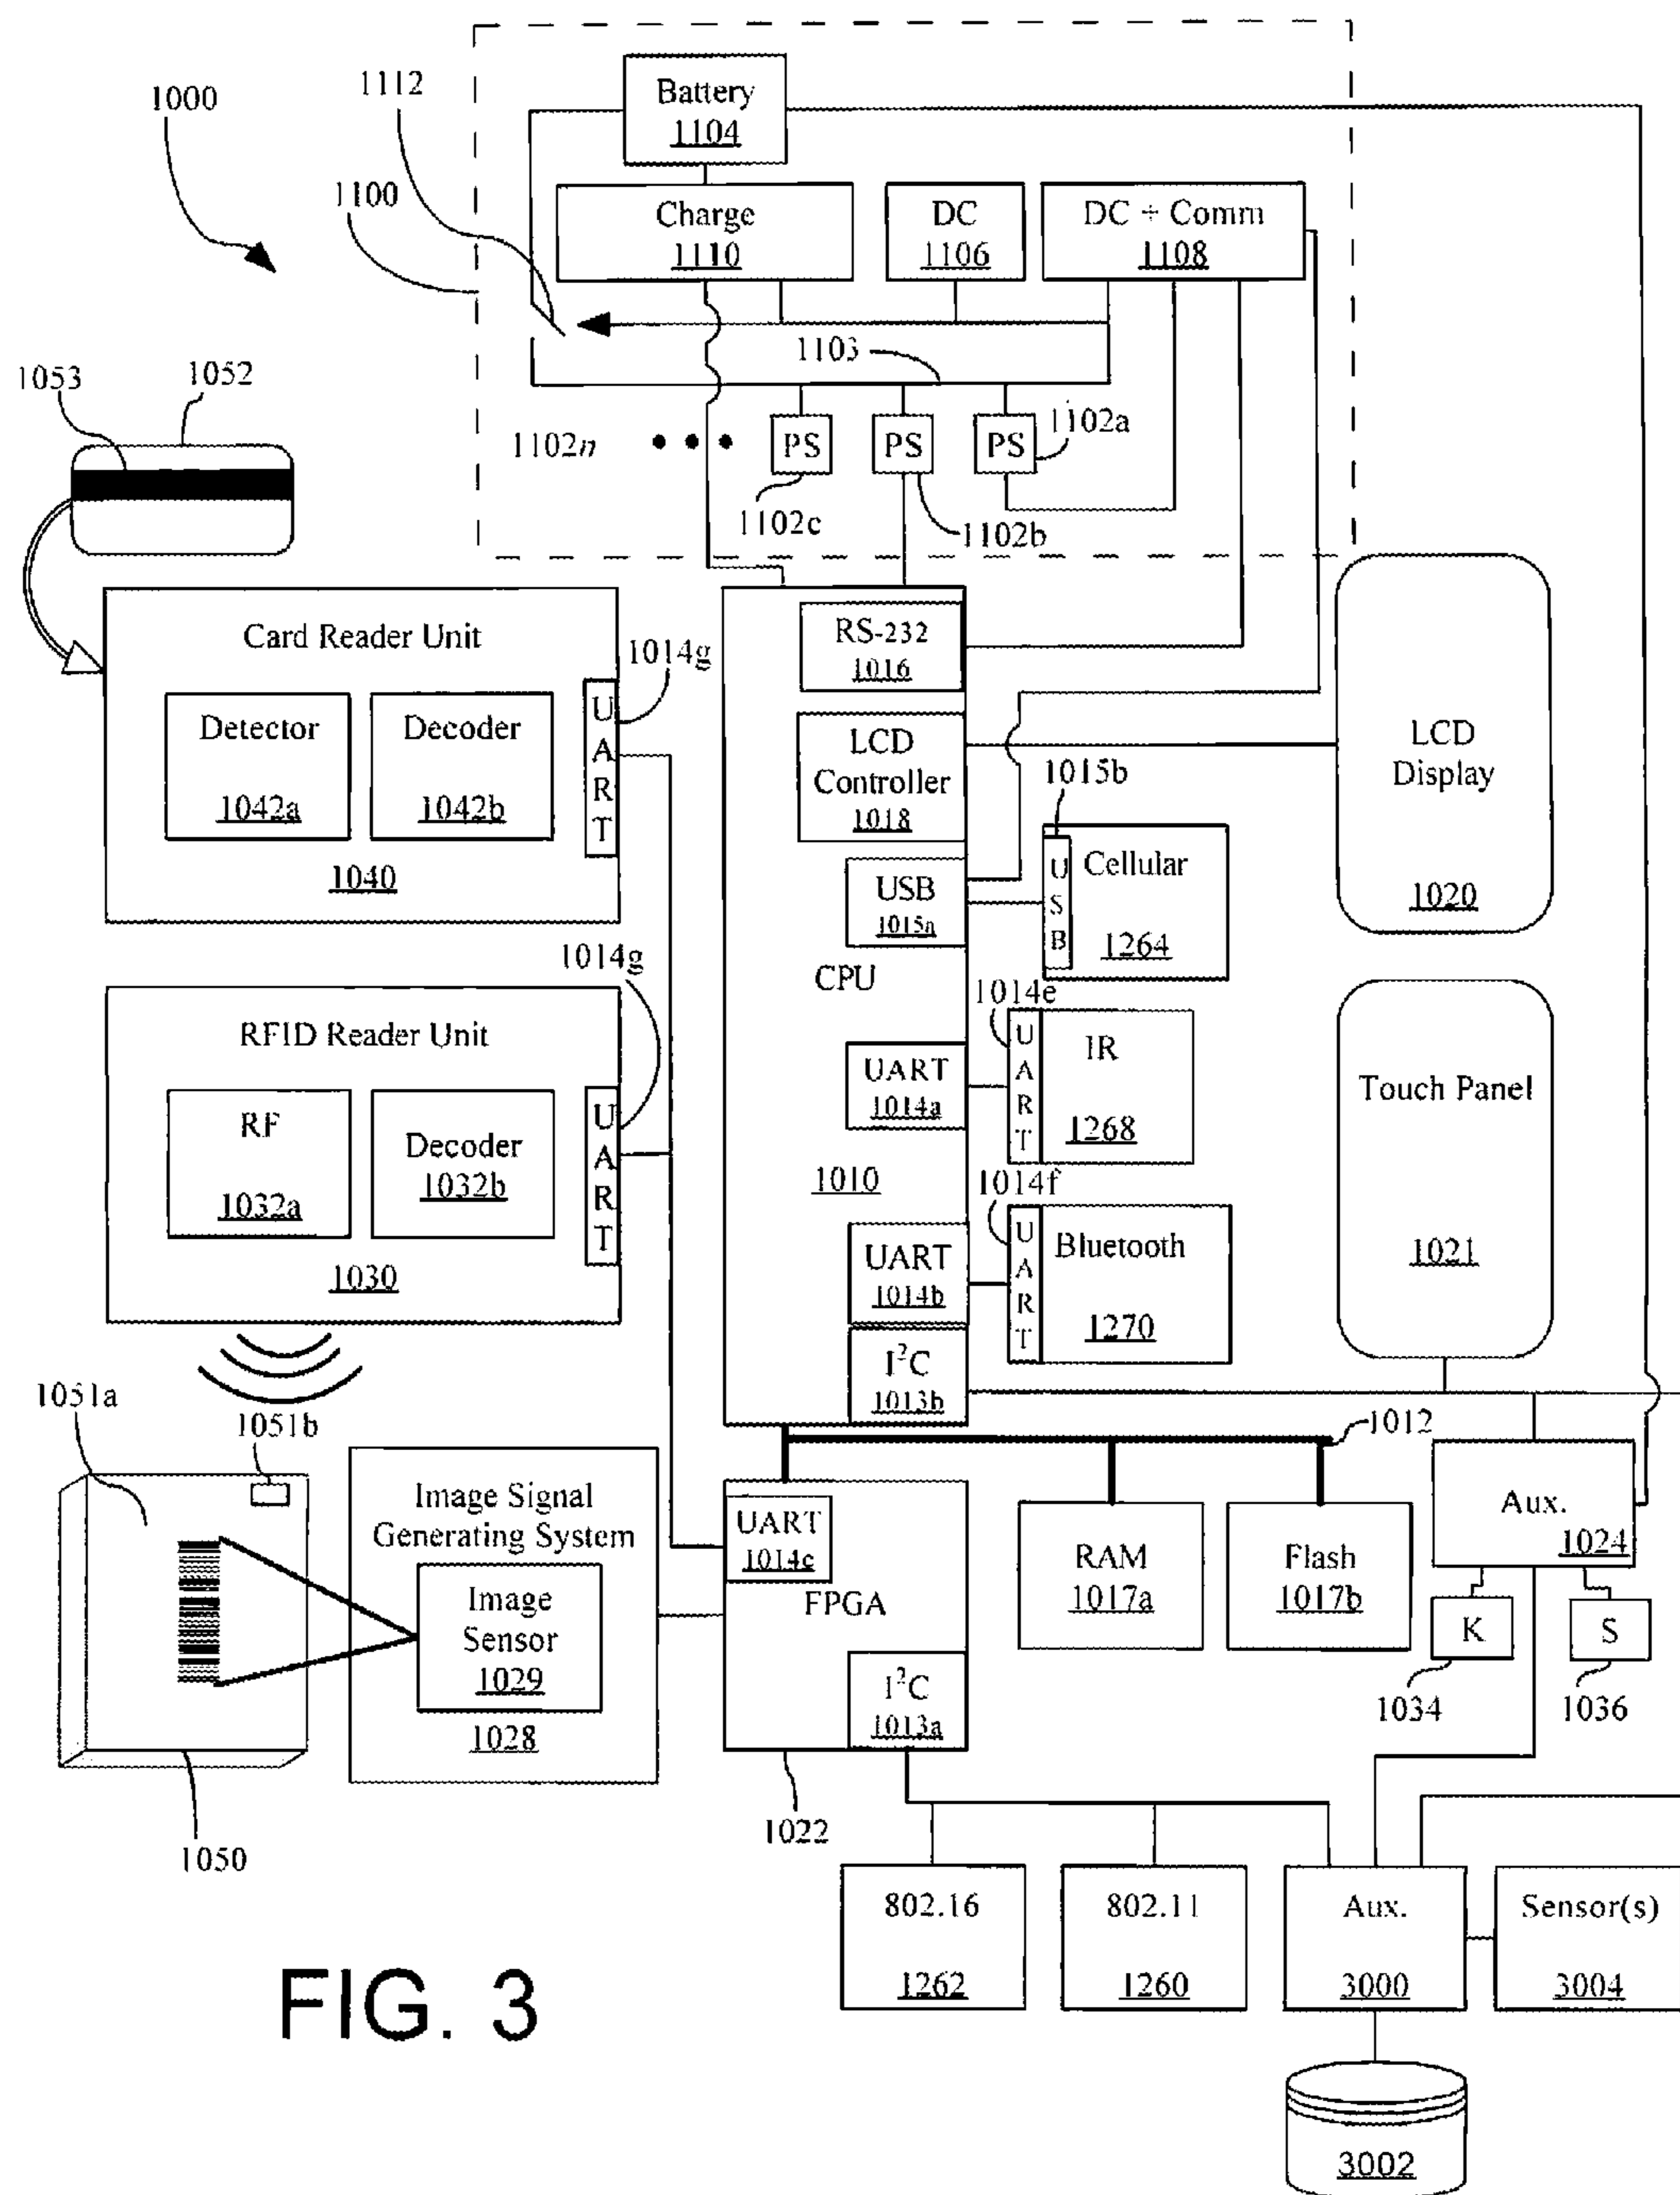 1000
1112
1100
Battery
1104
Charge
1110
DC
1106
DC + Comm
1108
1103
1102n
PS
PS
PS
1102a
1102c
1102b
1053
1052
Card Reader Unit
Detector
1042a
Decoder
1042b
UART
1014g
1040
RFID Reader Unit
RF
1032a
Decoder
1032b
UART
1014g
1030
RS-232
1016
LCD
Controller
1018
USB
1015a
CPU
UART
1014a
1010
UART
1014b
I²C
1013b
1015b
USB
Cellular
1264
1014e
UART
IR
1268
1014f
UART
Bluetooth
1270
LCD
Display
1020
Touch Panel
1021
1051a
1051b
1050
Image Signal
Generating System
Image
Sensor
1029
1028
UART
1014c
FPGA
I²C
1013a
1022
1012
RAM
1017a
Flash
1017b
Aux.
1024
K
S
1034
1036
802.16
1262
802.11
1260
Aux.
3000
Sensor(s)
3004
3002
FIG. 3